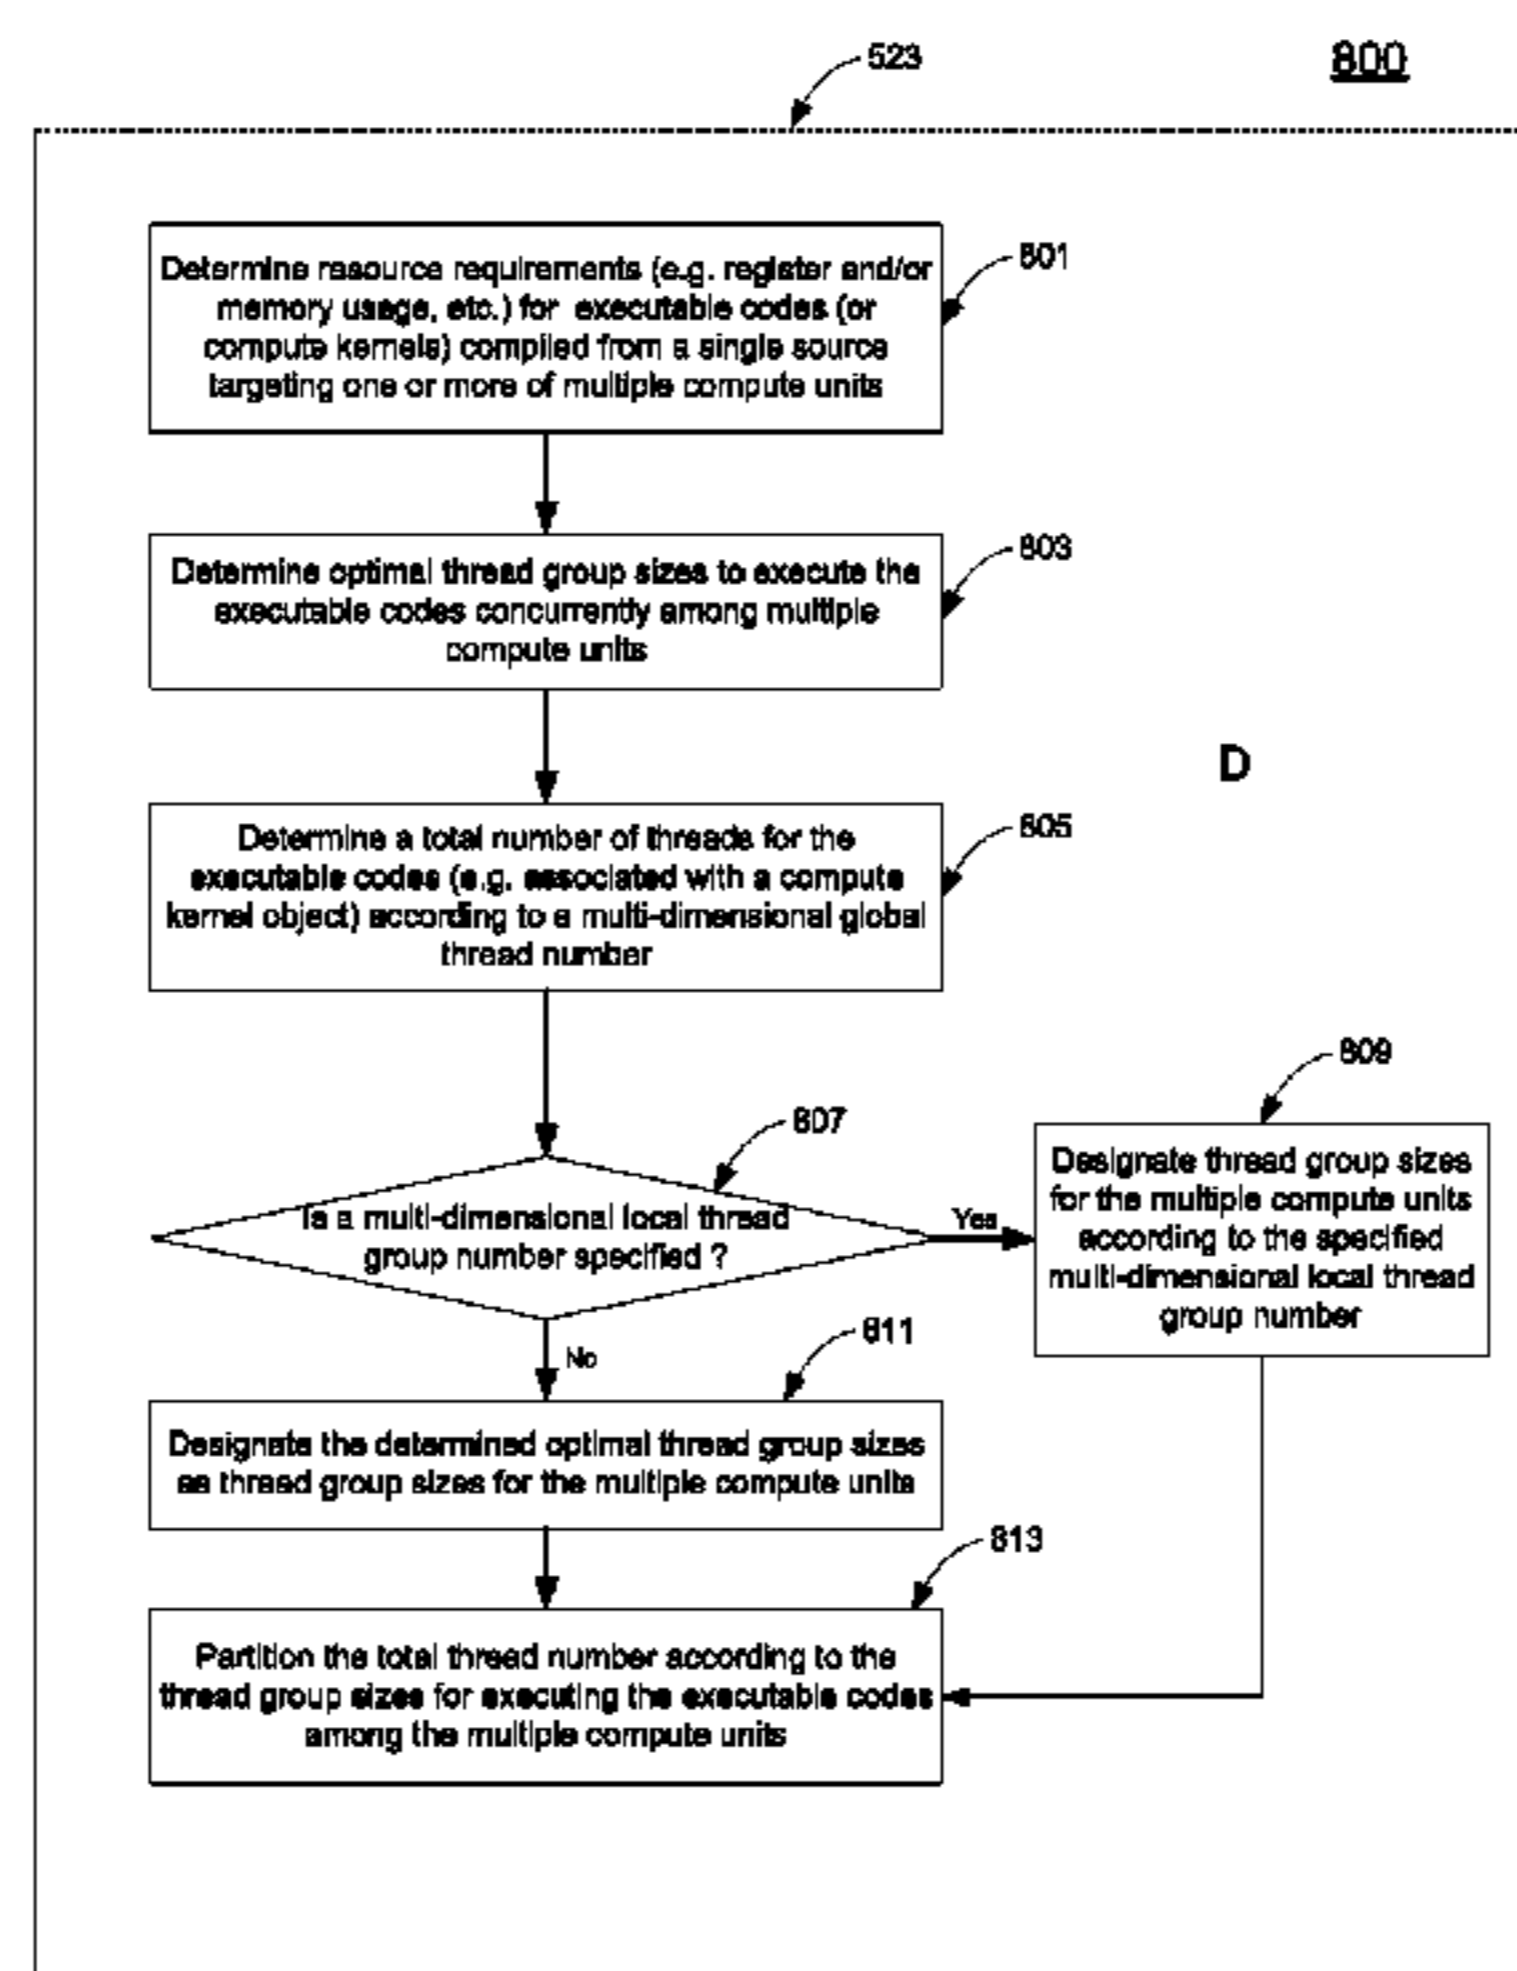 523
800
801
Determine resource requirements (e.g. register and/or
memory usage, etc.) for executable codes (or
compute kernels) compiled from a single source
targeting one or more of multiple compute units
803
Determine optimal thread group sizes to execute the
executable codes concurrently among multiple
compute units
D
805
Determine a total number of threads for the
executable codes (e.g. associated with a compute
kernel object) according to a multi-dimensional global
thread number
807
Is a multi-dimensional local thread
group number specified ?
Yes
809
Designate thread group sizes
for the multiple compute units
according to the specified
multi-dimensional local thread
group number
No
811
Designate the determined optimal thread group sizes
as thread group sizes for the multiple compute units
813
Partition the total thread number according to the
thread group sizes for executing the executable codes
among the multiple compute units